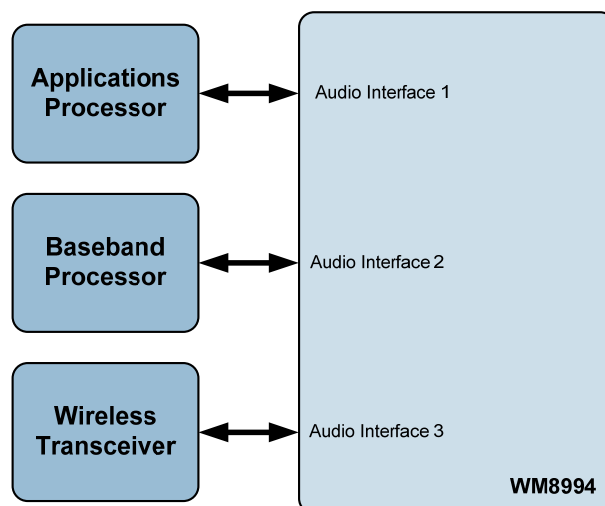 Applications
Processor
Audio Interface 1
Baseband
Processor
Audio Interface 2
Wireless
Transceiver
Audio Interface 3
WM8994